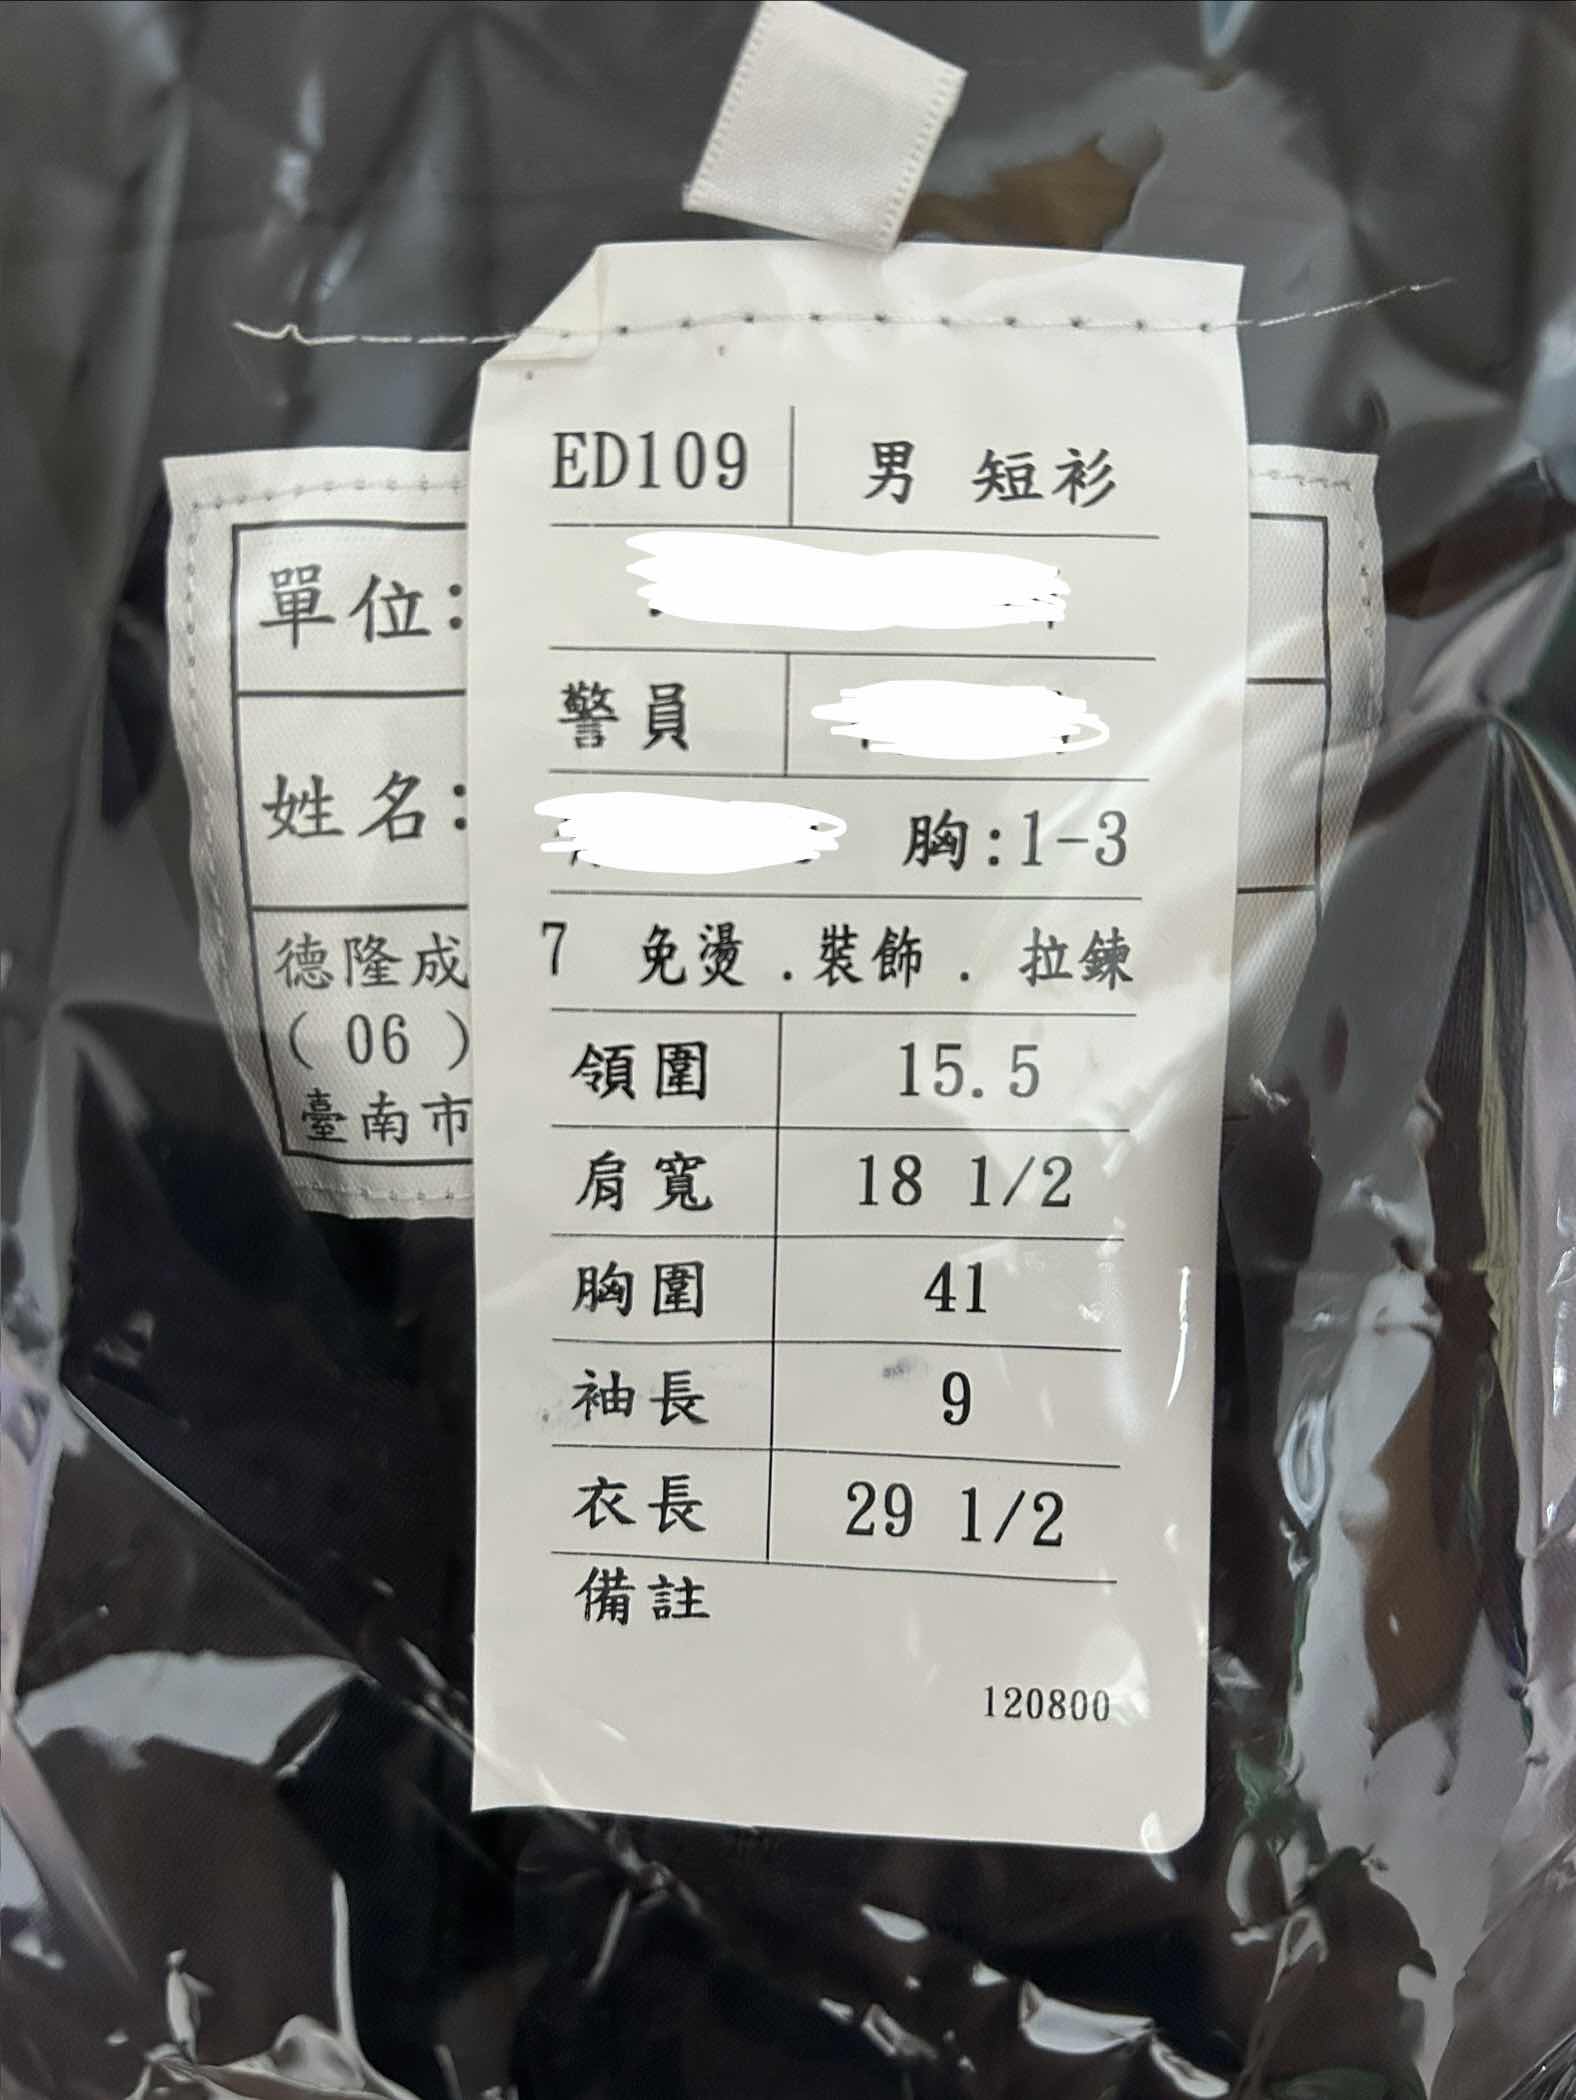 ED109 男 短衫
警員
胸:1-3
7 免燙.裝飾.拉鍊
領圍 15.5
肩寬 18 1/2
胸圍 41
袖長 9
衣長 29 1/2
備註
120800
單位:
姓名:
德隆成
(06)
臺南市